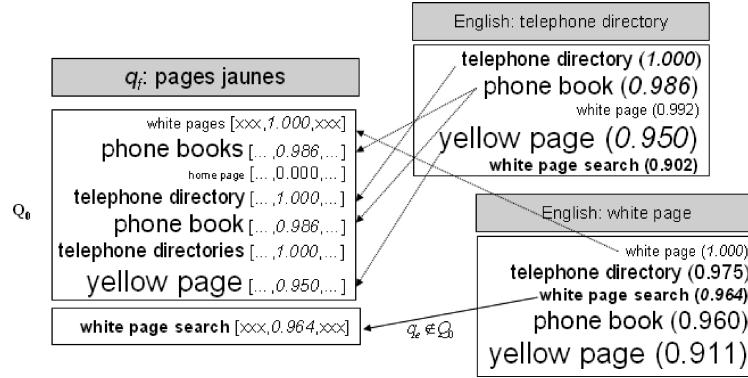 English: telephone directory
telephone directory (1.000)
phone book (0.986)
white page (0.992)
yellow page (0.950)
white page search (0.902)
qf: pages jaunes
Q0
white pages [xxx,1.000,xxx]
phone books [... ,0.986,... ]
home page [... ,0.000,... ]
telephone directory [... ,1.000,... ]
phone book [... ,0.986,... ]
telephone directories [... ,1.000,... ]
yellow page [... ,0.950,... ]
white page search [xxx,0.964,xxx]
qe ∉ Q0
English: white page
white page (1.000)
telephone directory (0.975)
white page search (0.964)
phone book (0.960)
yellow page (0.911)